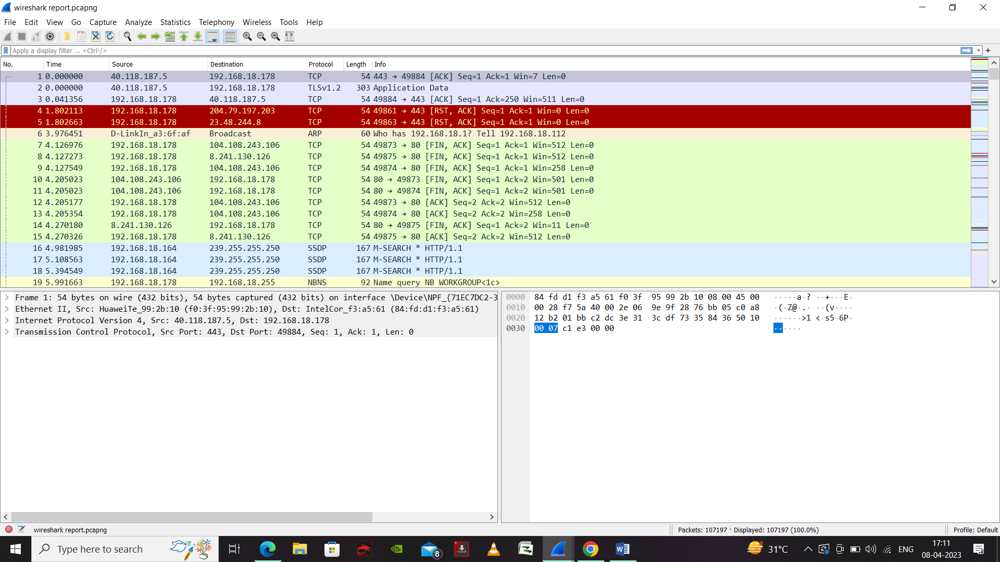 wireshark report.pcapng
File Edit View Go Capture Analyze Statistics Telephony Wireless Tools Help
Apply a display filter ... <Ctrl-/>
No. Time Source Destination Protocol Length Info
1 0.000000 40.118.187.5 192.168.18.178 TCP 54 443 → 49884 [ACK] Seq=1 Ack=1 Win=7 Len=0
2 0.000000 40.118.187.5 192.168.18.178 TLSv1.2 303 Application Data
3 0.041356 192.168.18.178 40.118.187.5 TCP 54 49884 → 443 [ACK] Seq=1 Ack=250 Win=511 Len=0
4 1.802113 192.168.18.178 204.79.197.203 TCP 54 49861 → 443 [RST, ACK] Seq=1 Ack=1 Win=0 Len=0
5 1.802663 192.168.18.178 23.48.244.8 TCP 54 49863 → 443 [RST, ACK] Seq=1 Ack=1 Win=0 Len=0
6 3.976451 D-LinkIn_a3:6f:af Broadcast ARP 60 Who has 192.168.18.1? Tell 192.168.18.112
7 4.126976 192.168.18.178 104.108.243.106 TCP 54 49873 → 80 [FIN, ACK] Seq=1 Ack=1 Win=512 Len=0
8 4.127273 192.168.18.178 8.241.130.126 TCP 54 49875 → 80 [FIN, ACK] Seq=1 Ack=1 Win=512 Len=0
9 4.127549 192.168.18.178 104.108.243.106 TCP 54 49874 → 80 [FIN, ACK] Seq=1 Ack=1 Win=258 Len=0
10 4.205023 104.108.243.106 192.168.18.178 TCP 54 80 → 49873 [FIN, ACK] Seq=1 Ack=2 Win=501 Len=0
11 4.205023 104.108.243.106 192.168.18.178 TCP 54 80 → 49874 [FIN, ACK] Seq=1 Ack=2 Win=501 Len=0
12 4.205177 192.168.18.178 104.108.243.106 TCP 54 49873 → 80 [ACK] Seq=2 Ack=2 Win=512 Len=0
13 4.205354 192.168.18.178 104.108.243.106 TCP 54 49874 → 80 [ACK] Seq=2 Ack=2 Win=258 Len=0
14 4.270180 8.241.130.126 192.168.18.178 TCP 54 80 → 49875 [FIN, ACK] Seq=1 Ack=2 Win=11 Len=0
15 4.270326 192.168.18.178 8.241.130.126 TCP 54 49875 → 80 [ACK] Seq=2 Ack=2 Win=512 Len=0
16 4.981985 192.168.18.164 239.255.255.250 SSDP 167 M-SEARCH * HTTP/1.1
17 5.108563 192.168.18.164 239.255.255.250 SSDP 167 M-SEARCH * HTTP/1.1
18 5.394549 192.168.18.164 239.255.255.250 SSDP 167 M-SEARCH * HTTP/1.1
19 5.991663 192.168.18.178 192.168.18.255 NBNS 92 Name query NB WORKGROUP<1c>
Frame 1: 54 bytes on wire (432 bits), 54 bytes captured (432 bits) on interface \Device\NPF_{71EC7DC2-3
Ethernet II, Src: HuaweiTe_99:2b:10 (f0:3f:95:99:2b:10), Dst: IntelCor_f3:a5:61 (84:fd:d1:f3:a5:61)
Internet Protocol Version 4, Src: 40.118.187.5, Dst: 192.168.18.178
Transmission Control Protocol, Src Port: 443, Dst Port: 49884, Seq: 1, Ack: 1, Len: 0
0000 84 fd d1 f3 a5 61 f0 3f 95 99 2b 10 08 00 45 00 ·····a·? ··+···E·
0010 00 28 f7 5a 40 00 2e 06 9e 9f 28 76 bb 05 c0 a8 ·(·Z@·.· ··(v····
0020 12 b2 01 bb c2 dc 3e 31 3c df 73 35 84 36 50 10 ······>1 <·s5·6P·
0030 00 07 c1 e3 00 00 ······
wireshark report.pcapng
Packets: 107197 · Displayed: 107197 (100.0%)
Profile: Default
Type here to search
8
31°C
ENG
17:11
08-04-2023